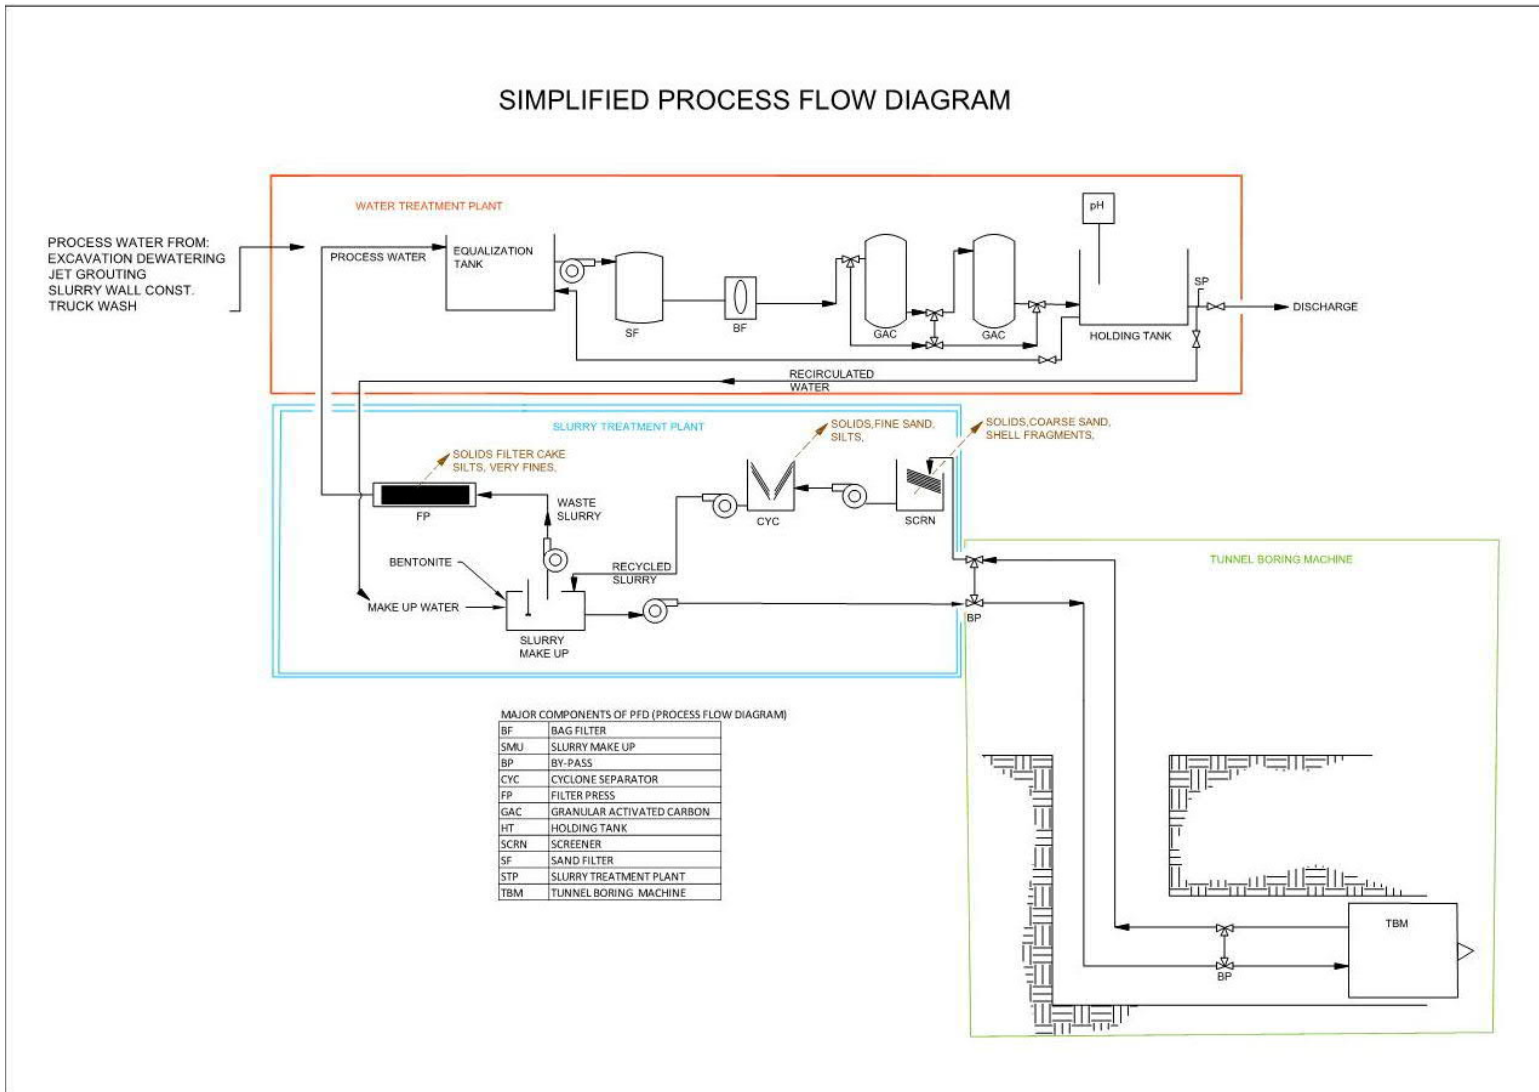 SIMPLIFIED PROCESS FLOW DIAGRAM
WATER TREATMENT PLANT
PROCESS WATER FROM:
EXCAVATION DEWATERING
JET GROUTING
SLURRY WALL CONST.
TRUCK WASH
PROCESS WATER
EQUALIZATION
TANK
SF
BF
GAC
GAC
pH
SP
HOLDING TANK
DISCHARGE
RECIRCULATED
WATER
SLURRY TREATMENT PLANT
SOLIDS FILTER CAKE
SILTS, VERY FINES,
FP
WASTE
SLURRY
SOLIDS,FINE SAND,
SILTS,
CYC
SOLIDS,COARSE SAND,
SHELL FRAGMENTS,
SCRN
BENTONITE
RECYCLED
SLURRY
MAKE UP WATER
SLURRY
MAKE UP
BP
TUNNEL BORING MACHINE
TBM
BP
MAJOR COMPONENTS OF PFD (PROCESS FLOW DIAGRAM)
BF BAG FILTER
SMU SLURRY MAKE UP
BP BY-PASS
CYC CYCLONE SEPARATOR
FP FILTER PRESS
GAC GRANULAR ACTIVATED CARBON
HT HOLDING TANK
SCRN SCREENER
SF SAND FILTER
STP SLURRY TREATMENT PLANT
TBM TUNNEL BORING MACHINE